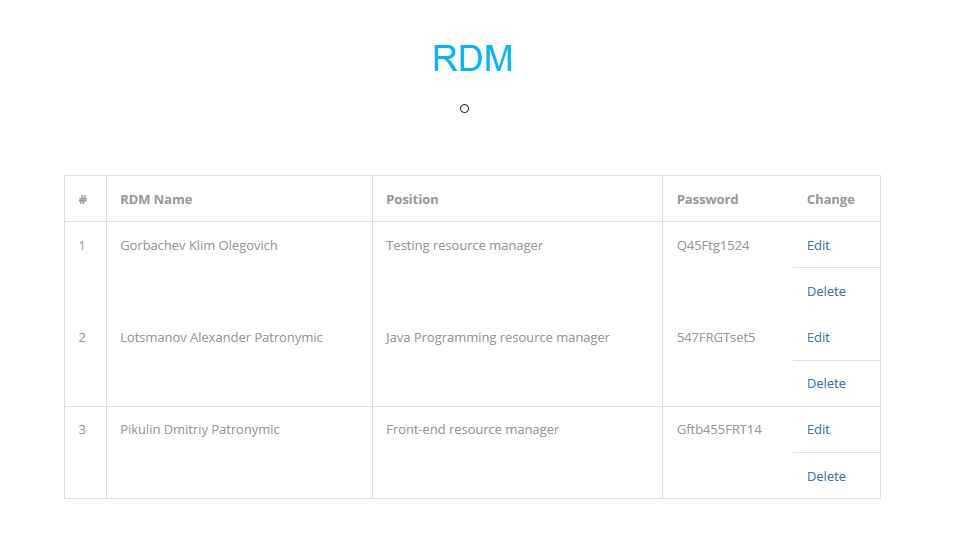 RDM
# RDM Name Position Password Change
1 Gorbachev Klim Olegovich Testing resource manager Q45Ftg1524 Edit
Delete
2 Lotsmanov Alexander Patronymic Java Programming resource manager 547FRGTset5 Edit
Delete
3 Pikulin Dmitriy Patronymic Front-end resource manager Gftb455FRT14 Edit
Delete